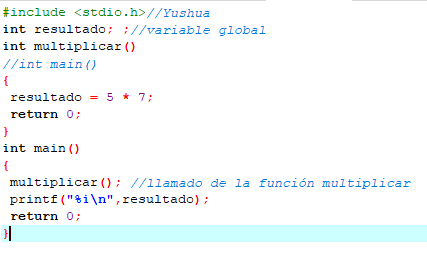 #include <stdio.h>//Yushua
int resultado; ;//variable global
int multiplicar()
//int main()
{
 resultado = 5 * 7;
 return 0;
}
int main()
{
 multiplicar(); //llamado de la función multiplicar
 printf("%i\n",resultado);
 return 0;
}